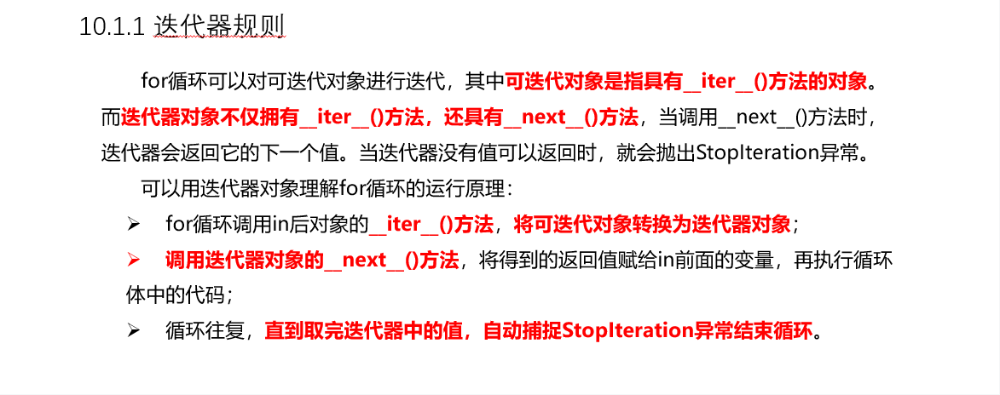 10.1.1 迭代器规则
for循环可以对可迭代对象进行迭代，其中可迭代对象是指具有__iter__()方法的对象。
而迭代器对象不仅拥有__iter__()方法，还具有__next__()方法，当调用__next__()方法时，
迭代器会返回它的下一个值。当迭代器没有值可以返回时，就会抛出StopIteration异常。
可以用迭代器对象理解for循环的运行原理：
➢ for循环调用in后对象的__iter__()方法，将可迭代对象转换为迭代器对象；
➢ 调用迭代器对象的__next__()方法，将得到的返回值赋给in前面的变量，再执行循环
体中的代码；
➢ 循环往复，直到取完迭代器中的值，自动捕捉StopIteration异常结束循环。